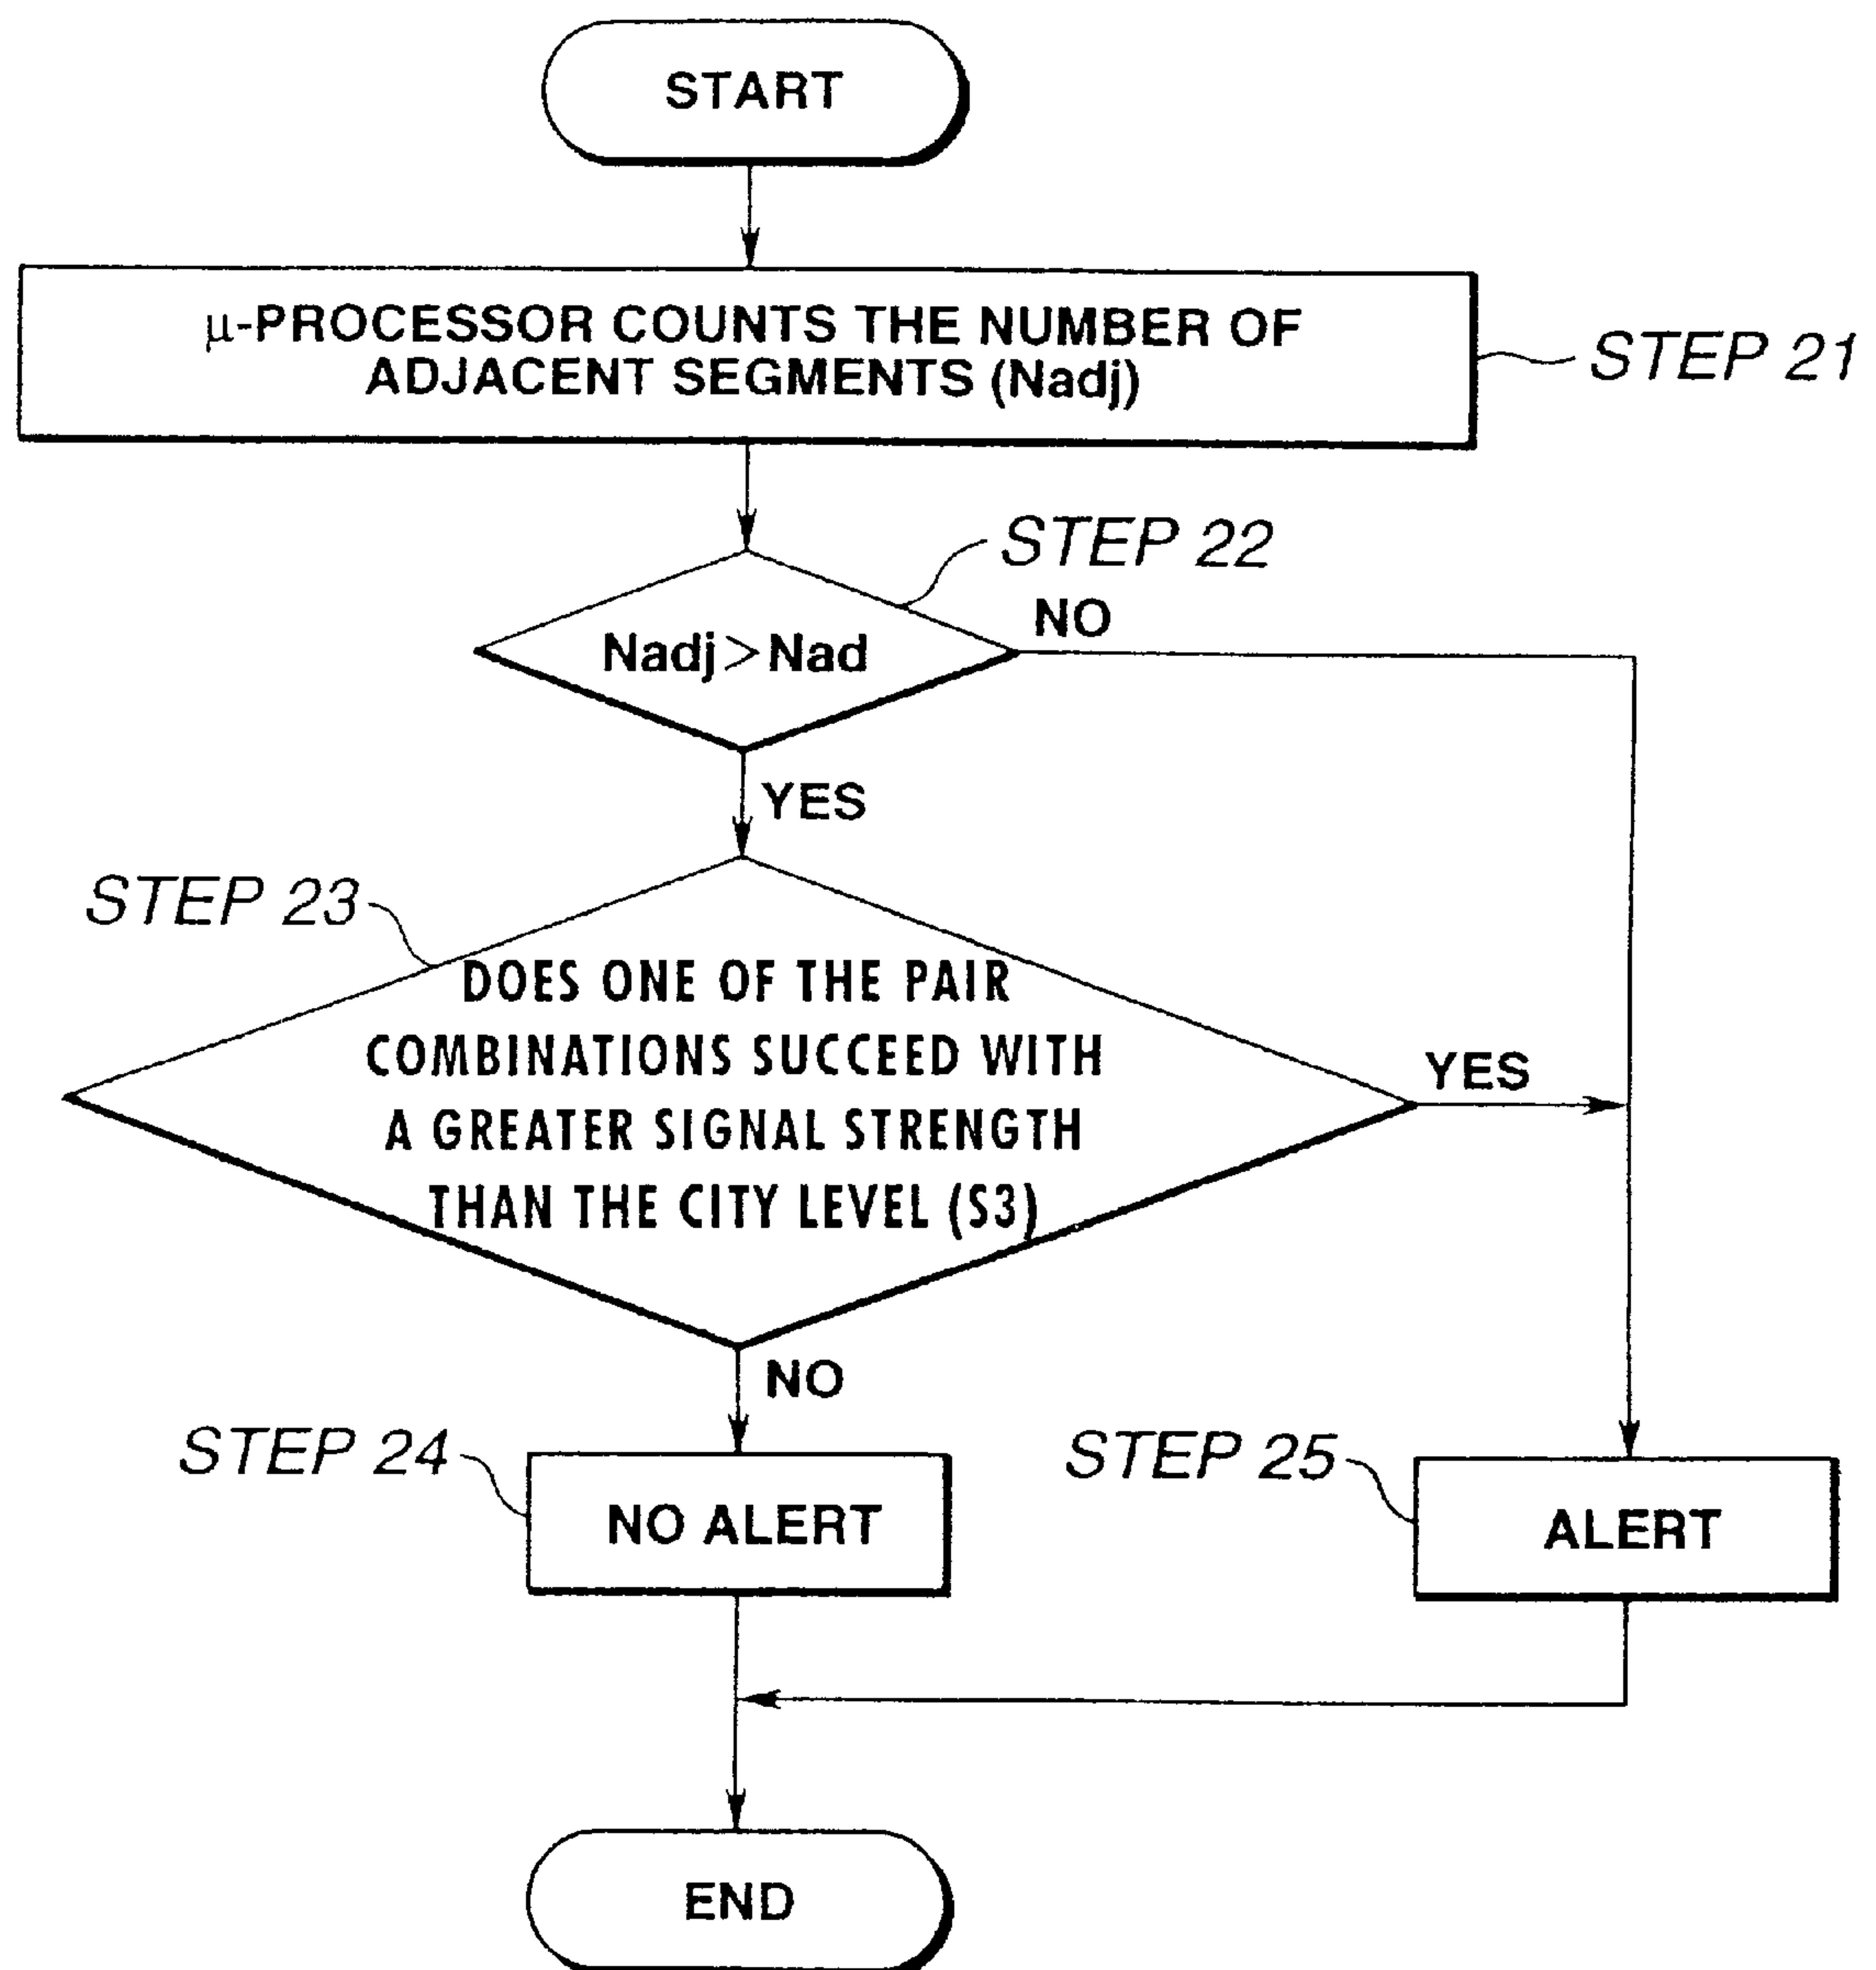 START
μ-PROCESSOR COUNTS THE NUMBER OF
ADJACENT SEGMENTS (Nadj)
STEP 21
STEP 22
Nadj>Nad
NO
YES
STEP 23
DOES ONE OF THE PAIR
COMBINATIONS SUCCEED WITH
A GREATER SIGNAL STRENGTH
THAN THE CITY LEVEL (S3)
YES
NO
STEP 24
NO ALERT
STEP 25
ALERT
END